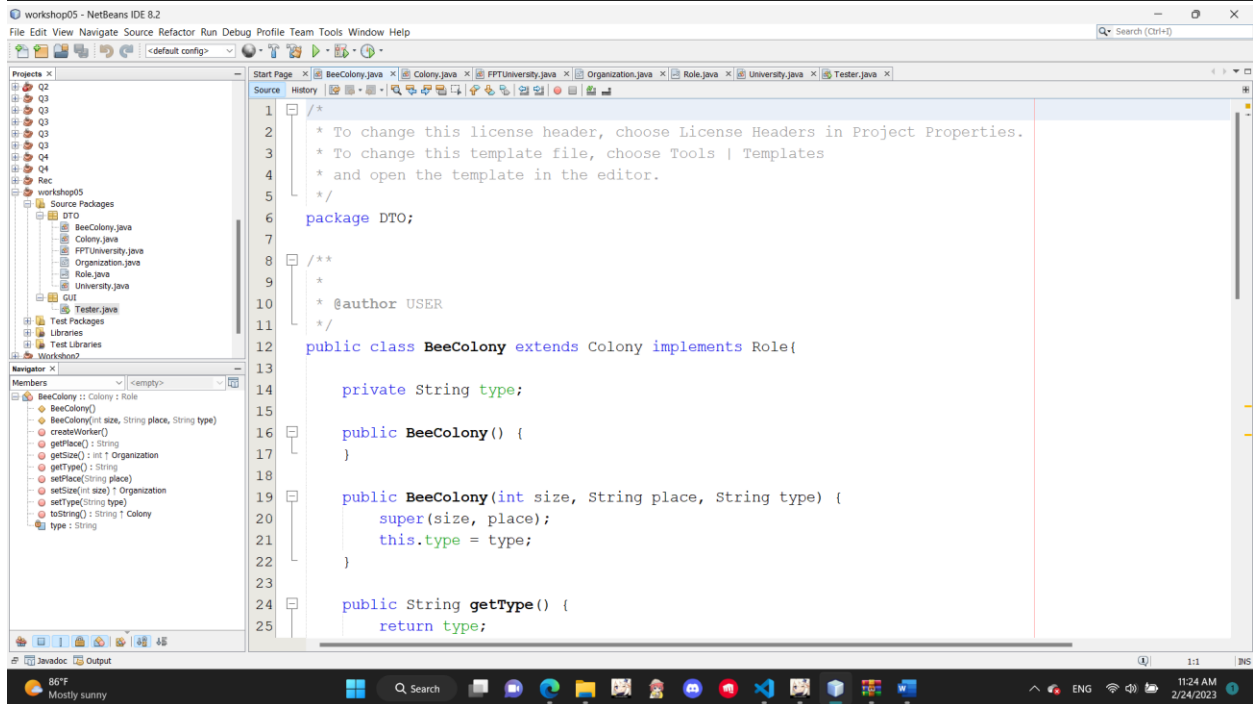 workshop05 - NetBeans IDE 8.2
File Edit View Navigate Source Refactor Run Debug Profile Team Tools Window Help
Search (Ctrl+I)
<default config>
Projects
Start Page BeeColony.java Colony.java FPTUniversity.java Organization.java Role.java University.java Tester.java
Source History
Q2
Q3
Q3
Q3
Q3
Q3
Q4
Q4
Rec
workshop05
Source Packages
DTO
BeeColony.java
Colony.java
FPTUniversity.java
Organization.java
Role.java
University.java
GUI
Tester.java
Test Packages
Libraries
Test Libraries
Workshop2
Navigator
Members <empty>
BeeColony :: Colony : Role
BeeColony()
BeeColony(int size, String place, String type)
createWorker()
getPlace() : String
getSize() : int ↑ Organization
getType() : String
setPlace(String place)
setSize(int size) ↑ Organization
setType(String type)
toString() : String ↑ Colony
type : String
1 /*
2 * To change this license header, choose License Headers in Project Properties.
3 * To change this template file, choose Tools | Templates
4 * and open the template in the editor.
5 */
6 package DTO;
7
8 /**
9 *
10 * @author USER
11 */
12 public class BeeColony extends Colony implements Role{
13
14 private String type;
15
16 public BeeColony() {
17 }
18
19 public BeeColony(int size, String place, String type) {
20 super(size, place);
21 this.type = type;
22 }
23
24 public String getType() {
25 return type;
Javadoc Output
1:1 INS
86°F
Mostly sunny
Search
ENG
11:24 AM
2/24/2023
1